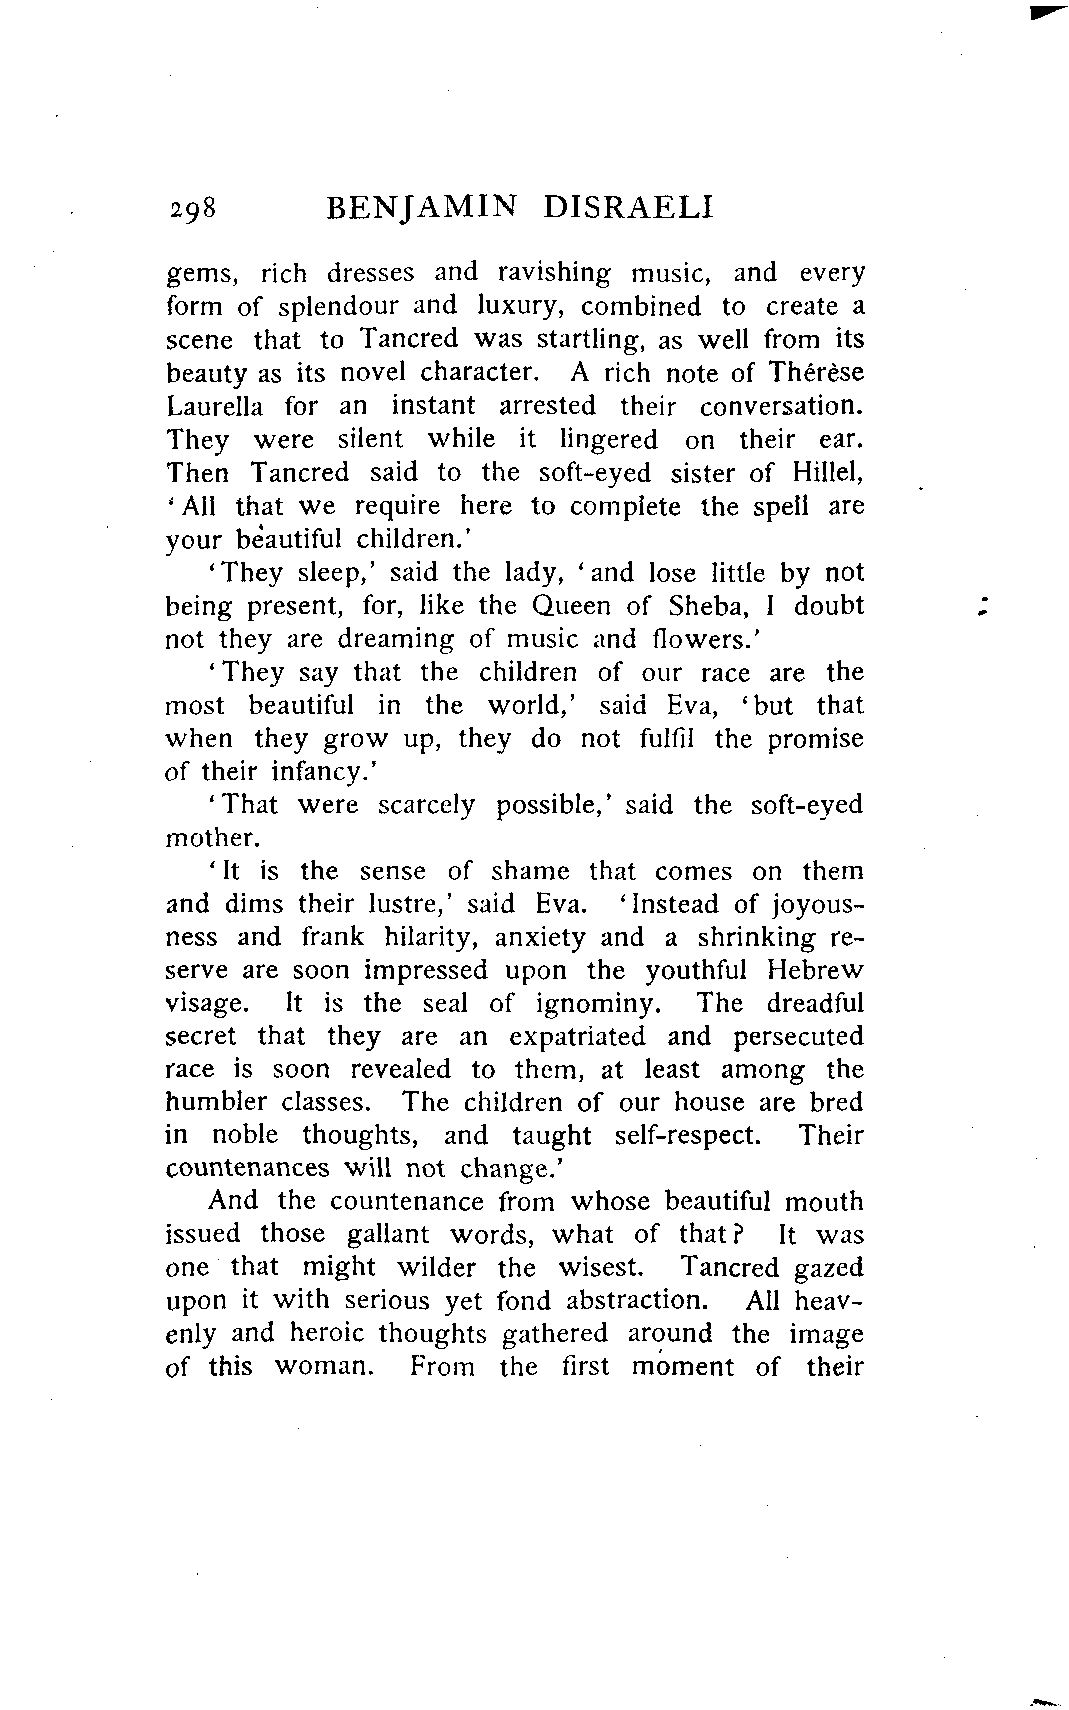 298 BENJAMIN DISRAELI
gems, rich dresses and ravishing music, and every
form of splendour and luxury, combined to create a
scene that to Tancred was startling, as well from its
beauty as its novel character. A rich note of Thérèse
Laurella for an instant arrested their conversation.
They were silent while it lingered on their ear.
Then Tancred said to the soft-eyed sister of Hillel,
‘All that we require here to complete the spell are
your beautiful children.’
‘They sleep,’ said the lady, ‘and lose little by not
being present, for, like the Queen of Sheba, I doubt
not they are dreaming of music and flowers.’
‘They say that the children of our race are the
most beautiful in the world,’ said Eva, ‘but that
when they grow up, they do not fulfil the promise
of their infancy.’
‘That were scarcely possible,’ said the soft-eyed
mother.
‘It is the sense of shame that comes on them
and dims their lustre,’ said Eva. ‘Instead of joyous-
ness and frank hilarity, anxiety and a shrinking re-
serve are soon impressed upon the youthful Hebrew
visage. It is the seal of ignominy. The dreadful
secret that they are an expatriated and persecuted
race is soon revealed to them, at least among the
humbler classes. The children of our house are bred
in noble thoughts, and taught self-respect. Their
countenances will not change.’
And the countenance from whose beautiful mouth
issued those gallant words, what of that? It was
one that might wilder the wisest. Tancred gazed
upon it with serious yet fond abstraction. All heav-
enly and heroic thoughts gathered around the image
of this woman. From the first moment of their